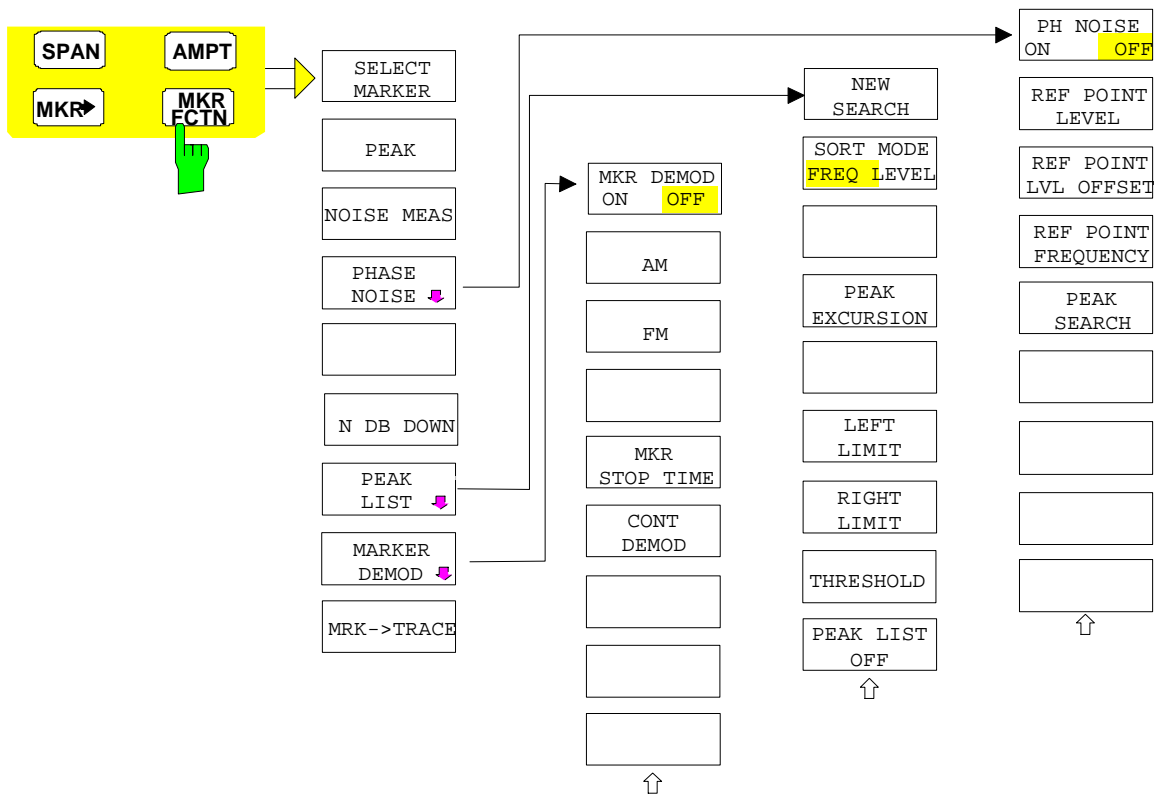 SPAN
AMPT
MKR
MKR
FCTN
SELECT
MARKER
PEAK
NOISE MEAS
PHASE
NOISE
N DB DOWN
PEAK
LIST
MARKER
DEMOD
MRK->TRACE
MKR DEMOD
ON OFF
AM
FM
MKR
STOP TIME
CONT
DEMOD
NEW
SEARCH
SORT MODE
FREQ LEVEL
PEAK
EXCURSION
LEFT
LIMIT
RIGHT
LIMIT
THRESHOLD
PEAK LIST
OFF
PH NOISE
ON OFF
REF POINT
LEVEL
REF POINT
LVL OFFSET
REF POINT
FREQUENCY
PEAK
SEARCH